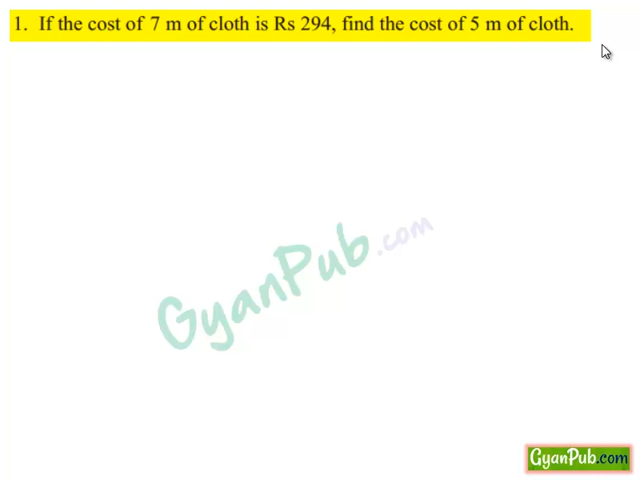 1. If the cost of 7 m of cloth is Rs 294, find the cost of 5 m of cloth.
GyanPub.com
GyanPub.com